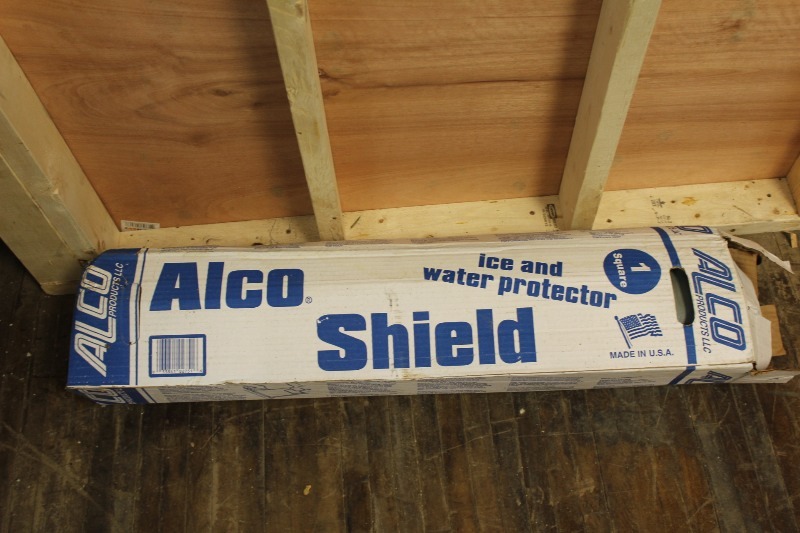 ALCO
PRODUCTS LLC
Alco®
Shield
ice and
water protector
1
Square
MADE IN U.S.A.
ALCO
PRODUCTS LLC